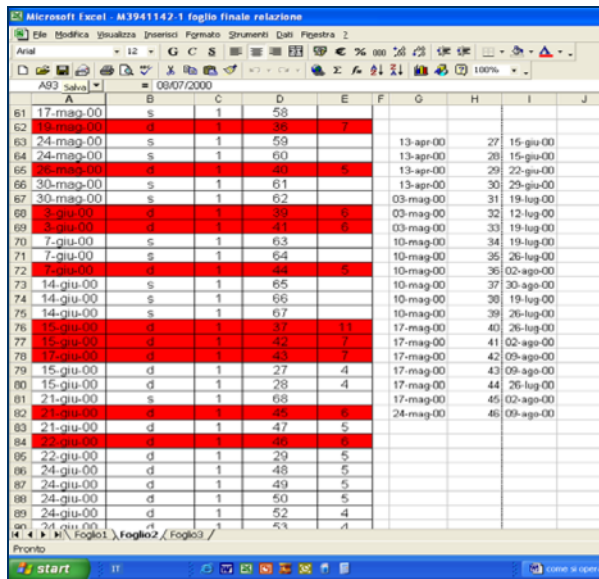 Microsoft Excel - M3941142-1 foglio finale relazione
File Modifica Visualizza Inserisci Formato Strumenti Dati Finestra ?
Arial 12 G C S € % 000
100%
A93 Salva = 08/07/2000
A B C D E F G H I J
61 17-mag-00 s 1 58
62 19-mag-00 d 1 36 7
63 24-mag-00 s 1 59 13-apr-00 27 15-giu-00
64 24-mag-00 s 1 60 13-apr-00 28 15-giu-00
65 26-mag-00 d 1 40 5 13-apr-00 29 22-giu-00
66 30-mag-00 s 1 61 13-apr-00 30 29-giu-00
67 30-mag-00 s 1 62 03-mag-00 31 19-lug-00
68 3-giu-00 d 1 39 6 03-mag-00 32 12-lug-00
69 3-giu-00 d 1 41 6 03-mag-00 33 19-lug-00
70 7-giu-00 s 1 63 10-mag-00 34 19-lug-00
71 7-giu-00 s 1 64 10-mag-00 35 26-lug-00
72 7-giu-00 d 1 44 5 10-mag-00 36 02-ago-00
73 14-giu-00 s 1 65 10-mag-00 37 30-ago-00
74 14-giu-00 s 1 66 10-mag-00 38 19-lug-00
75 14-giu-00 s 1 67 10-mag-00 39 26-lug-00
76 15-giu-00 d 1 37 11 17-mag-00 40 26-lug-00
77 15-giu-00 d 1 42 7 17-mag-00 41 02-ago-00
78 17-giu-00 d 1 43 7 17-mag-00 42 09-ago-00
79 15-giu-00 d 1 27 4 17-mag-00 43 09-ago-00
80 15-giu-00 d 1 28 4 17-mag-00 44 26-lug-00
81 21-giu-00 s 1 68 17-mag-00 45 02-ago-00
82 21-giu-00 d 1 45 6 24-mag-00 46 09-ago-00
83 21-giu-00 d 1 47 5
84 22-giu-00 d 1 46 6
85 22-giu-00 d 1 29 5
86 24-giu-00 d 1 48 5
87 24-giu-00 d 1 49 5
88 24-giu-00 d 1 50 5
89 24-giu-00 d 1 52 4
90 24-giu-00 d 1 53 4
Foglio1 Foglio2 Foglio3
Pronto
start IT come si opera